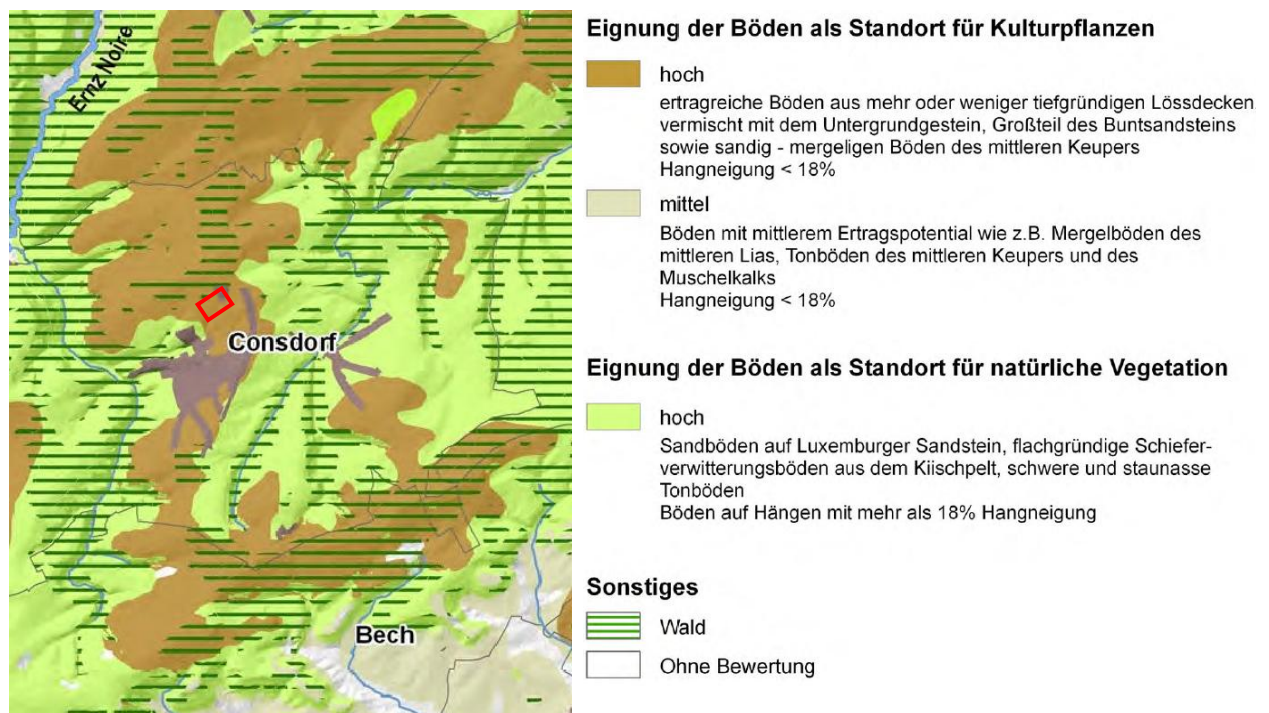 Ernz Noire
Consdorf
Bech
Eignung der Böden als Standort für Kulturpflanzen
hoch
ertragreiche Böden aus mehr oder weniger tiefgründigen Lössdecken
vermischt mit dem Untergrundgestein, Großteil des Buntsandsteins
sowie sandig - mergeligen Böden des mittleren Keupers
Hangneigung < 18%
mittel
Böden mit mittlerem Ertragspotential wie z.B. Mergelböden des
mittleren Lias, Tonböden des mittleren Keupers und des
Muschelkalks
Hangneigung < 18%
Eignung der Böden als Standort für natürliche Vegetation
hoch
Sandböden auf Luxemburger Sandstein, flachgründige Schiefer-
verwitterungsböden aus dem Kiischpelt, schwere und staunasse
Tonböden
Böden auf Hängen mit mehr als 18% Hangneigung
Sonstiges
Wald
Ohne Bewertung